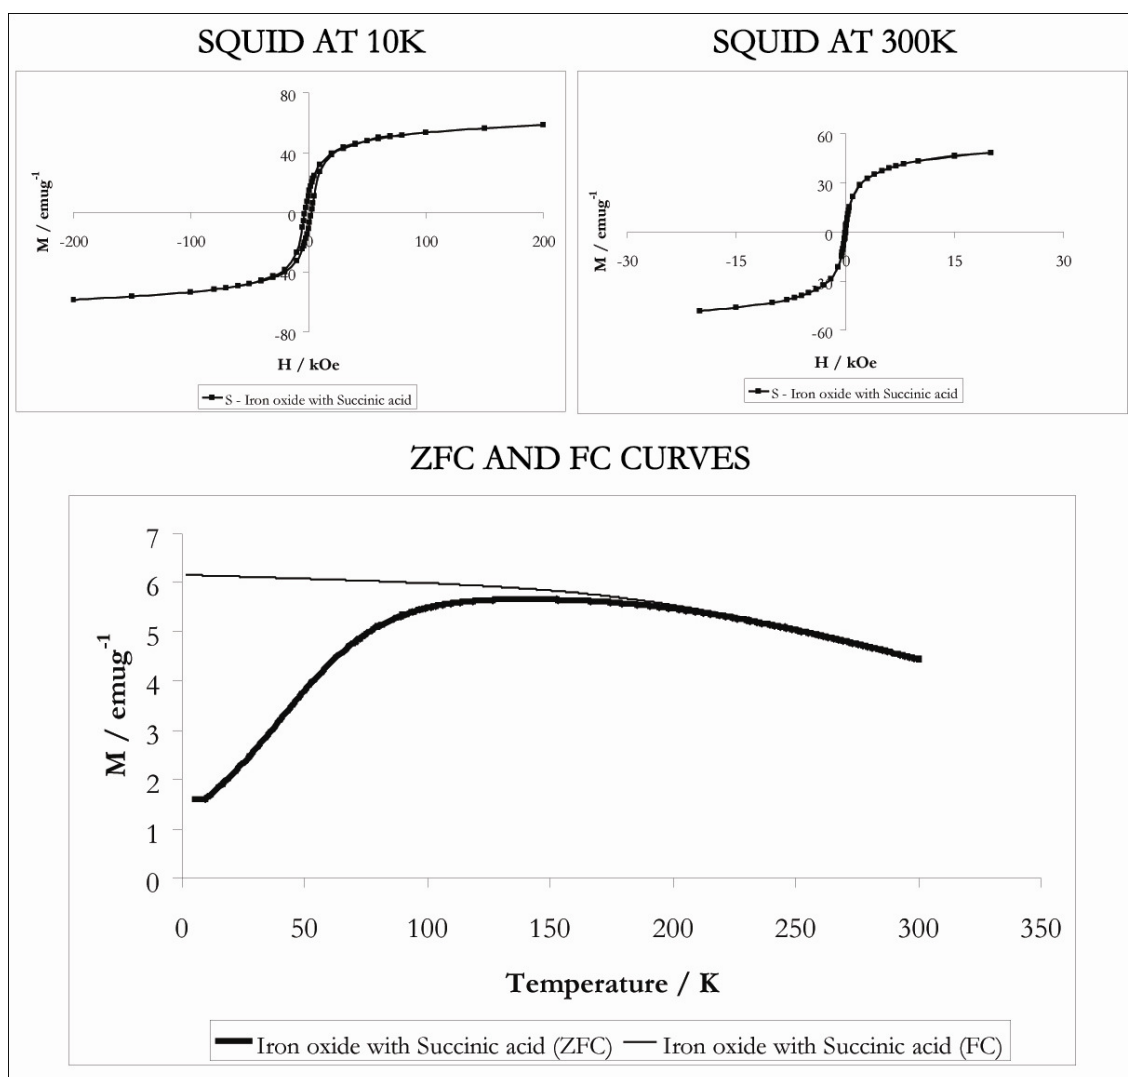 SQUID AT 10K
SQUID AT 300K
80
40
0
-40
-80
-200
-100
0
100
200
M / emug-1
H / kOe
S - Iron oxide with Succinic acid
60
30
0
-30
-60
-30
-15
0
15
30
M / emug-1
H / kOe
S - Iron oxide with Succinic acid
ZFC AND FC CURVES
7
6
5
4
3
2
1
0
M / emug-1
0 50 100 150 200 250 300 350
Temperature / K
Iron oxide with Succinic acid (ZFC) Iron oxide with Succinic acid (FC)